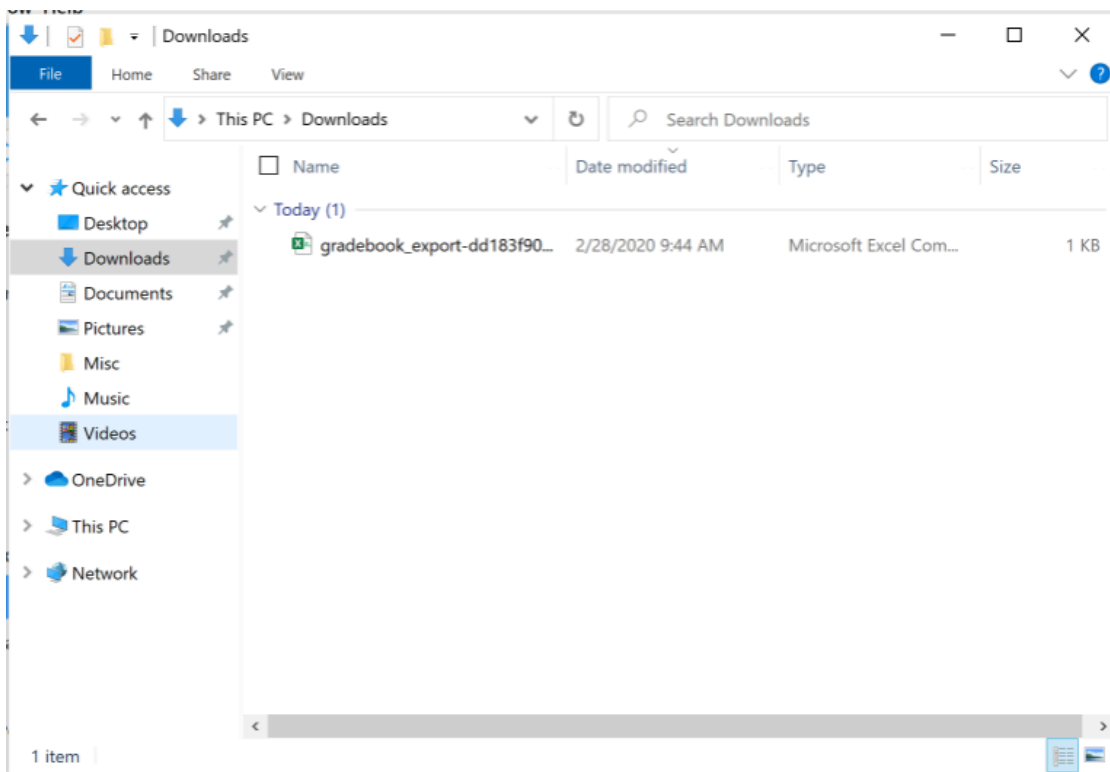 Downloads
File Home Share View
This PC > Downloads
Search Downloads
Name Date modified Type Size
Quick access
Today (1)
Desktop
gradebook_export-dd183f90... 2/28/2020 9:44 AM Microsoft Excel Com... 1 KB
Downloads
Documents
Pictures
Misc
Music
Videos
OneDrive
This PC
Network
1 item